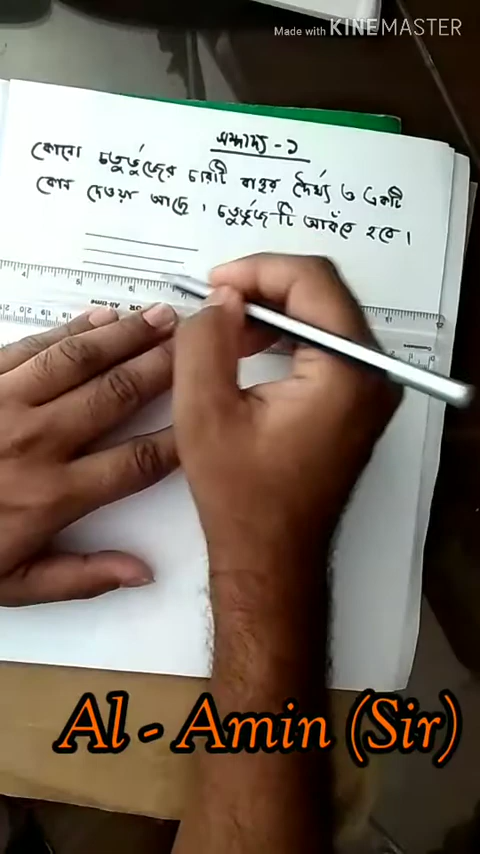 Made with KINEMASTER
সম্পাদ্য - ১
কোনো চতুর্ভুজের চারটি বাহুর দৈর্ঘ্য ও একটি
কোন দেওয়া আছে। চতুর্ভুজটি আঁকতে হবে।
Al - Amin (Sir)